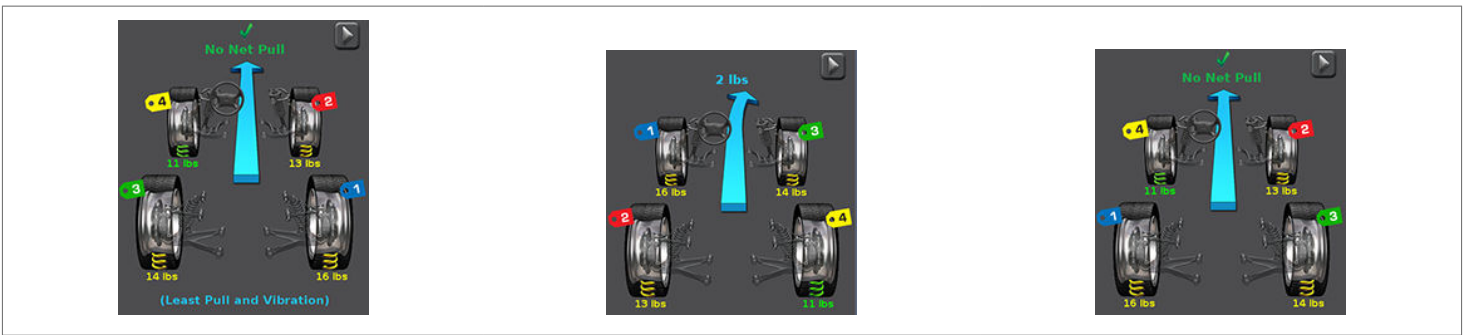 No Net Pull
4
2
11 lbs
13 lbs
3
1
14 lbs
16 lbs
(Least Pull and Vibration)
2 lbs
1
3
16 lbs
14 lbs
2
4
13 lbs
11 lbs
No Net Pull
4
2
11 lbs
13 lbs
1
3
16 lbs
14 lbs